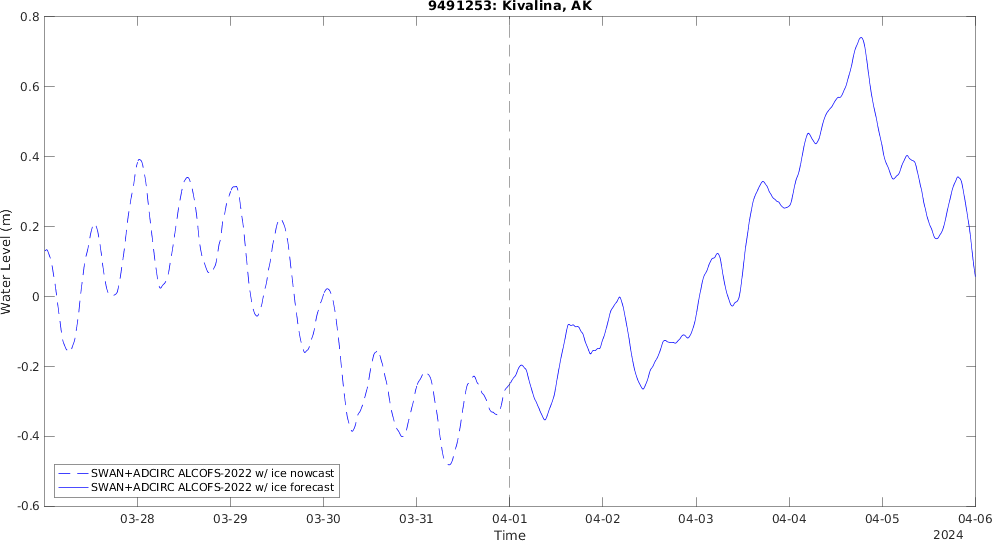 9491253: Kivalina, AK
0.8
0.6
0.4
0.2
0
-0.2
-0.4
-0.6
Water Level (m)
SWAN+ADCIRC ALCOFS-2022 w/ ice nowcast
SWAN+ADCIRC ALCOFS-2022 w/ ice forecast
03-28 03-29 03-30 03-31 04-01 04-02 04-03 04-04 04-05 04-06
Time
2024